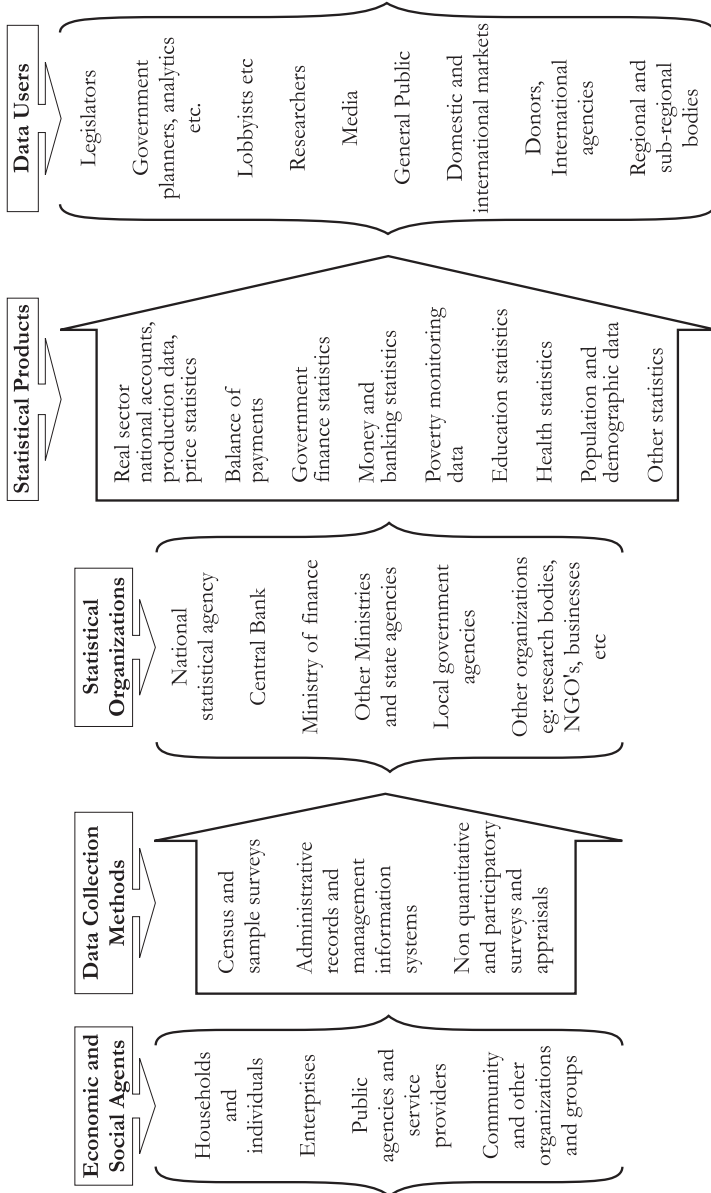 Economic and
Social Agents
Households
and
individuals
Enterprises
Public
agencies and
service
providers
Community
and other
organizations
and groups
Data Collection
Methods
Census and
sample surveys
Administrative
records and
management
information
systems
Non quantitative
and participatory
surveys and
appraisals
Statistical
Organizations
National
statistical agency
Central Bank
Ministry of finance
Other Ministries
and state agencies
Local government
agencies
Other organizations
eg: research bodies,
NGO's, businesses
etc
Statistical Products
Real sector
national accounts,
production data,
price statistics
Balance of
payments
Government
finance statistics
Money and
banking statistics
Poverty monitoring
data
Education statistics
Health statistics
Population and
demographic data
Other statistics
Data Users
Legislators
Government
planners, analytics
etc.
Lobbyists etc
Researchers
Media
General Public
Domestic and
international markets
Donors,
International
agencies
Regional and
sub-regional
bodies